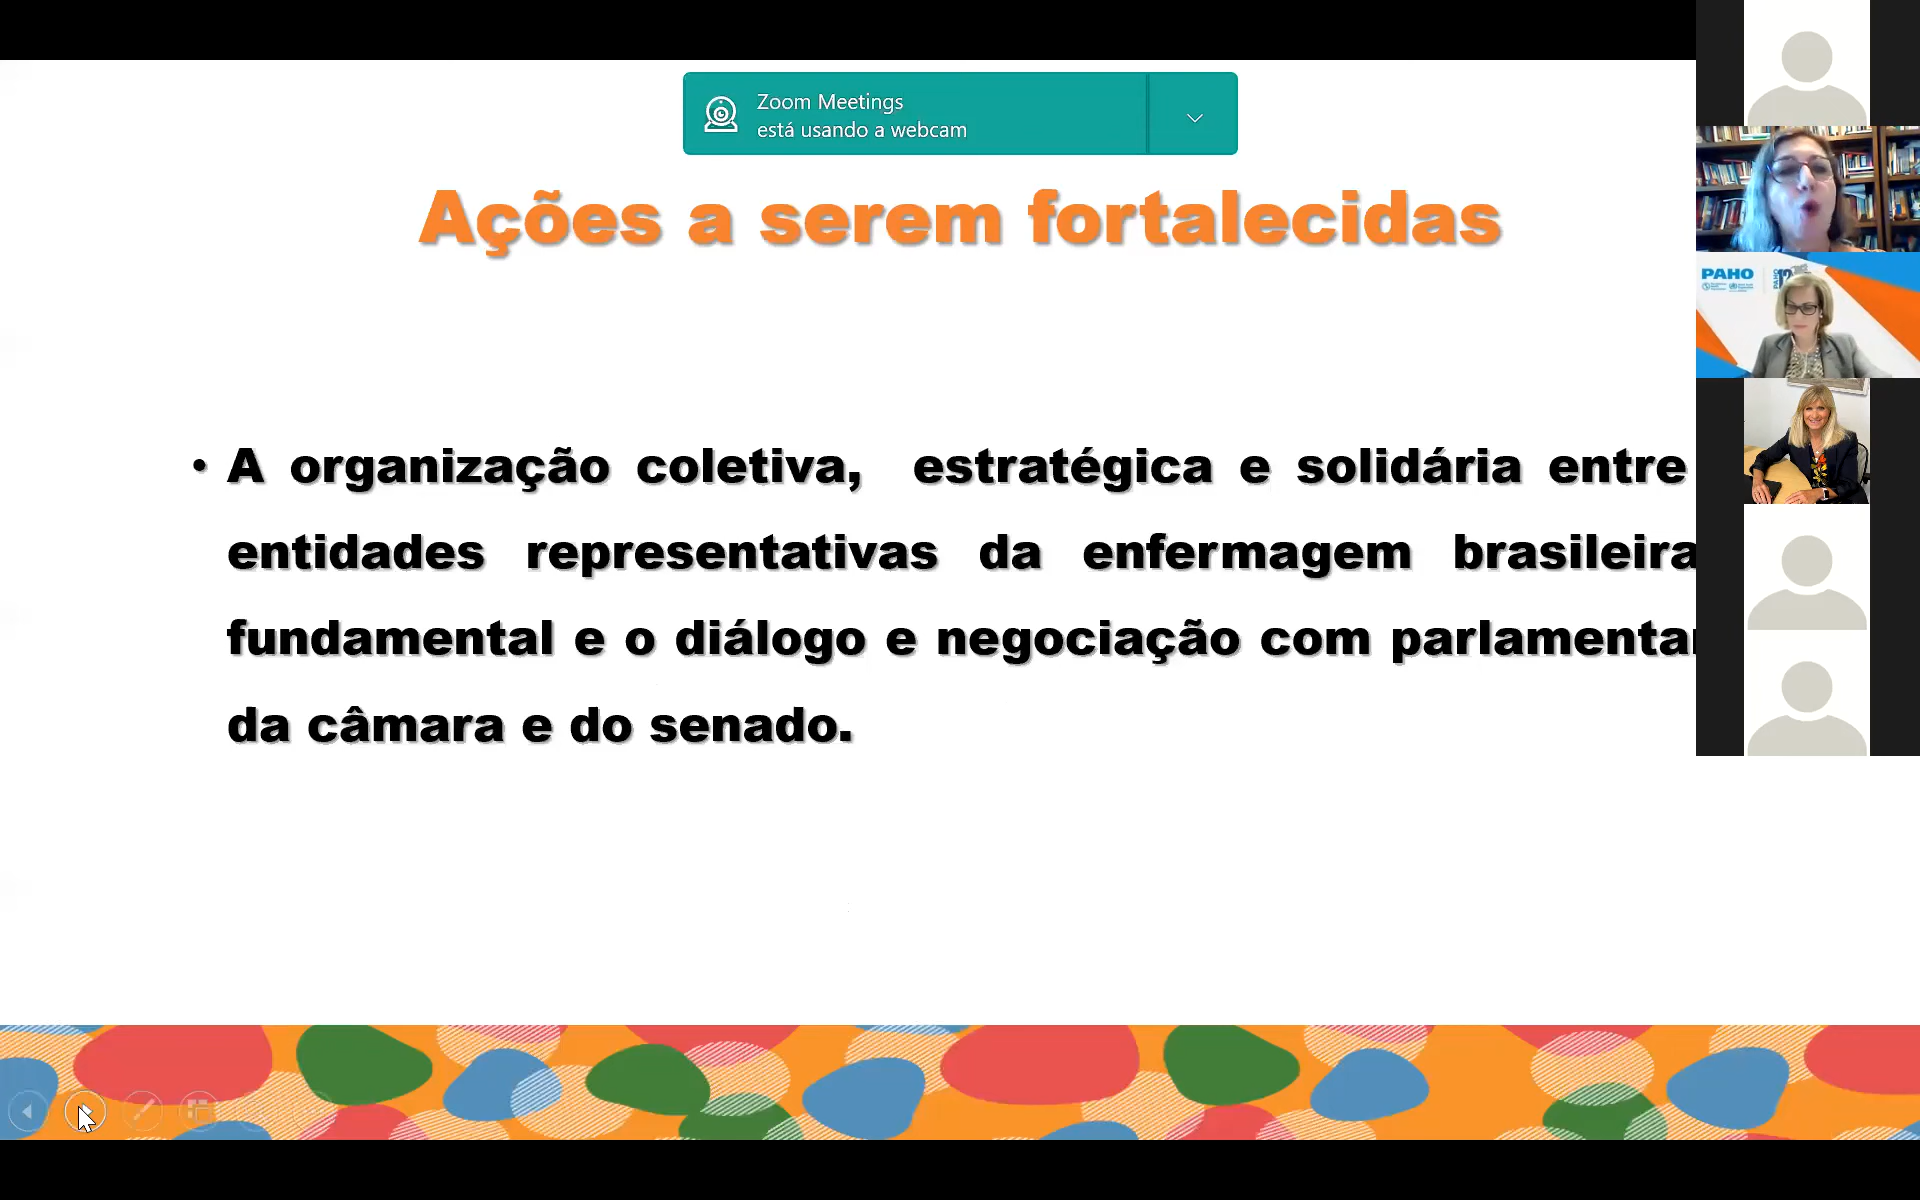 Zoom Meetings
está usando a webcam
Ações a serem fortalecidas
PAHO
• A organização coletiva, estratégica e solidária entre
entidades representativas da enfermagem brasileira
fundamental e o diálogo e negociação com parlamentar
da câmara e do senado.